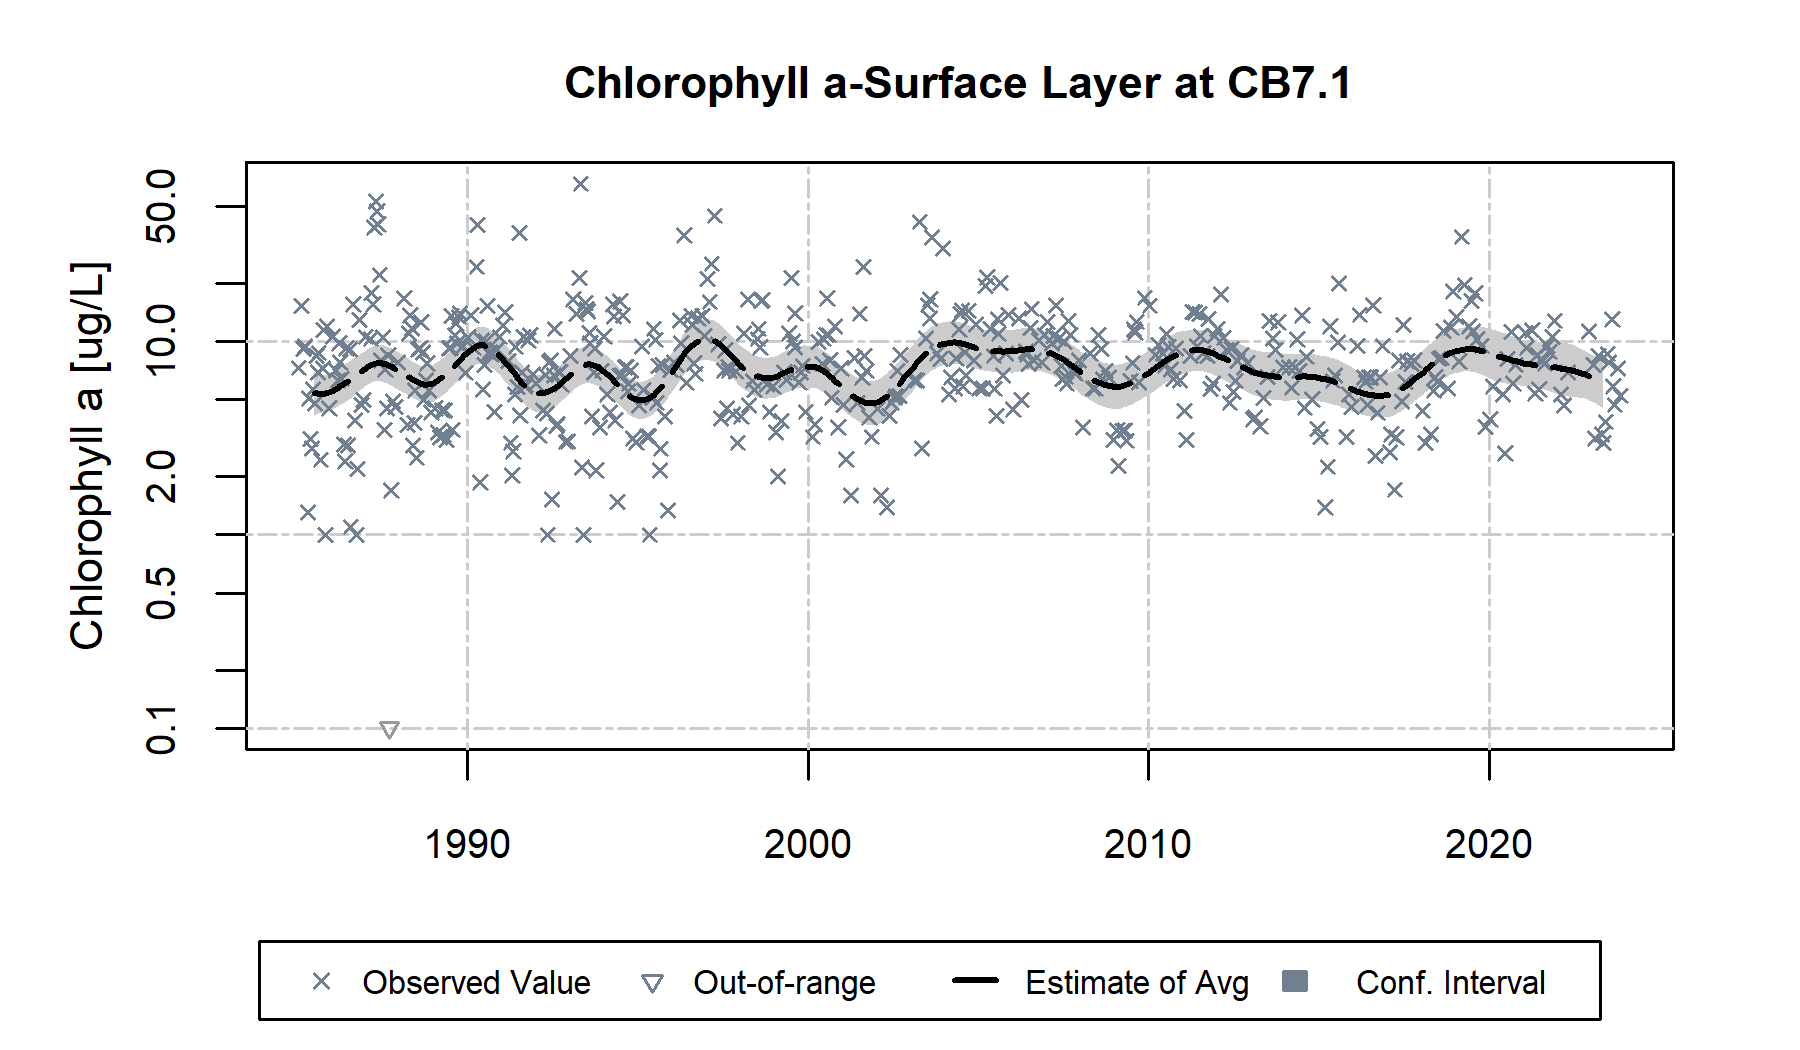 Chlorophyll a-Surface Layer at CB7.1
Chlorophyll a [ug/L]
50.0
10.0
2.0
0.5
0.1
1990 2000 2010 2020
Observed Value Out-of-range Estimate of Avg Conf. Interval